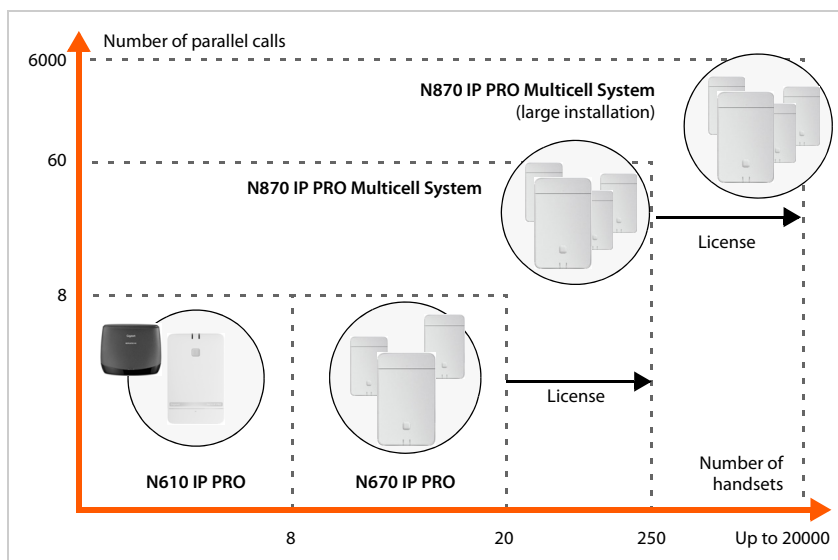 Number of parallel calls
6000
N870 IP PRO Multicell System
(large installation)
60
N870 IP PRO Multicell System
License
8
License
N610 IP PRO
N670 IP PRO
Number of
handsets
8
20
250
Up to 20000